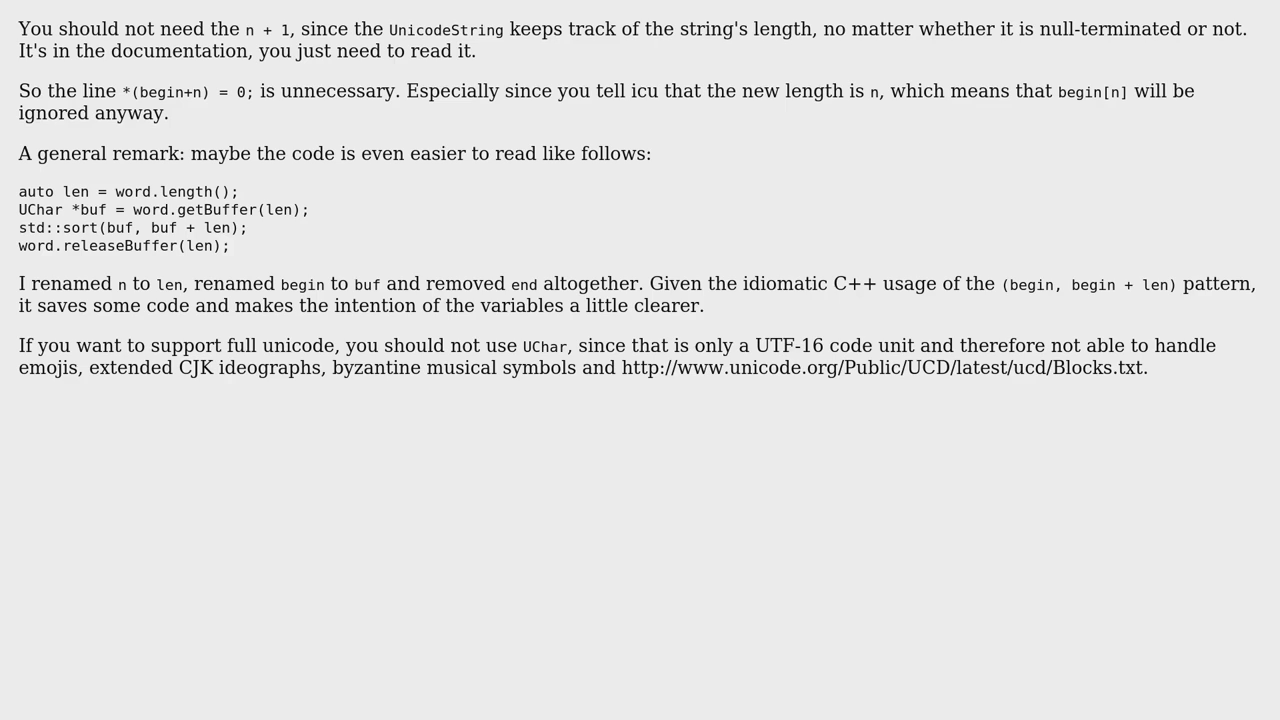 You should not need the n + 1, since the UnicodeString keeps track of the string's length, no matter whether it is null-terminated or not.
It's in the documentation, you just need to read it.
So the line *(begin+n) = 0; is unnecessary. Especially since you tell icu that the new length is n, which means that begin[n] will be
ignored anyway.
A general remark: maybe the code is even easier to read like follows:
auto len = word.length();
UChar *buf = word.getBuffer(len);
std::sort(buf, buf + len);
word.releaseBuffer(len);
I renamed n to len, renamed begin to buf and removed end altogether. Given the idiomatic C++ usage of the (begin, begin + len) pattern,
it saves some code and makes the intention of the variables a little clearer.
If you want to support full unicode, you should not use UChar, since that is only a UTF-16 code unit and therefore not able to handle
emojis, extended CJK ideographs, byzantine musical symbols and http://www.unicode.org/Public/UCD/latest/ucd/Blocks.txt.